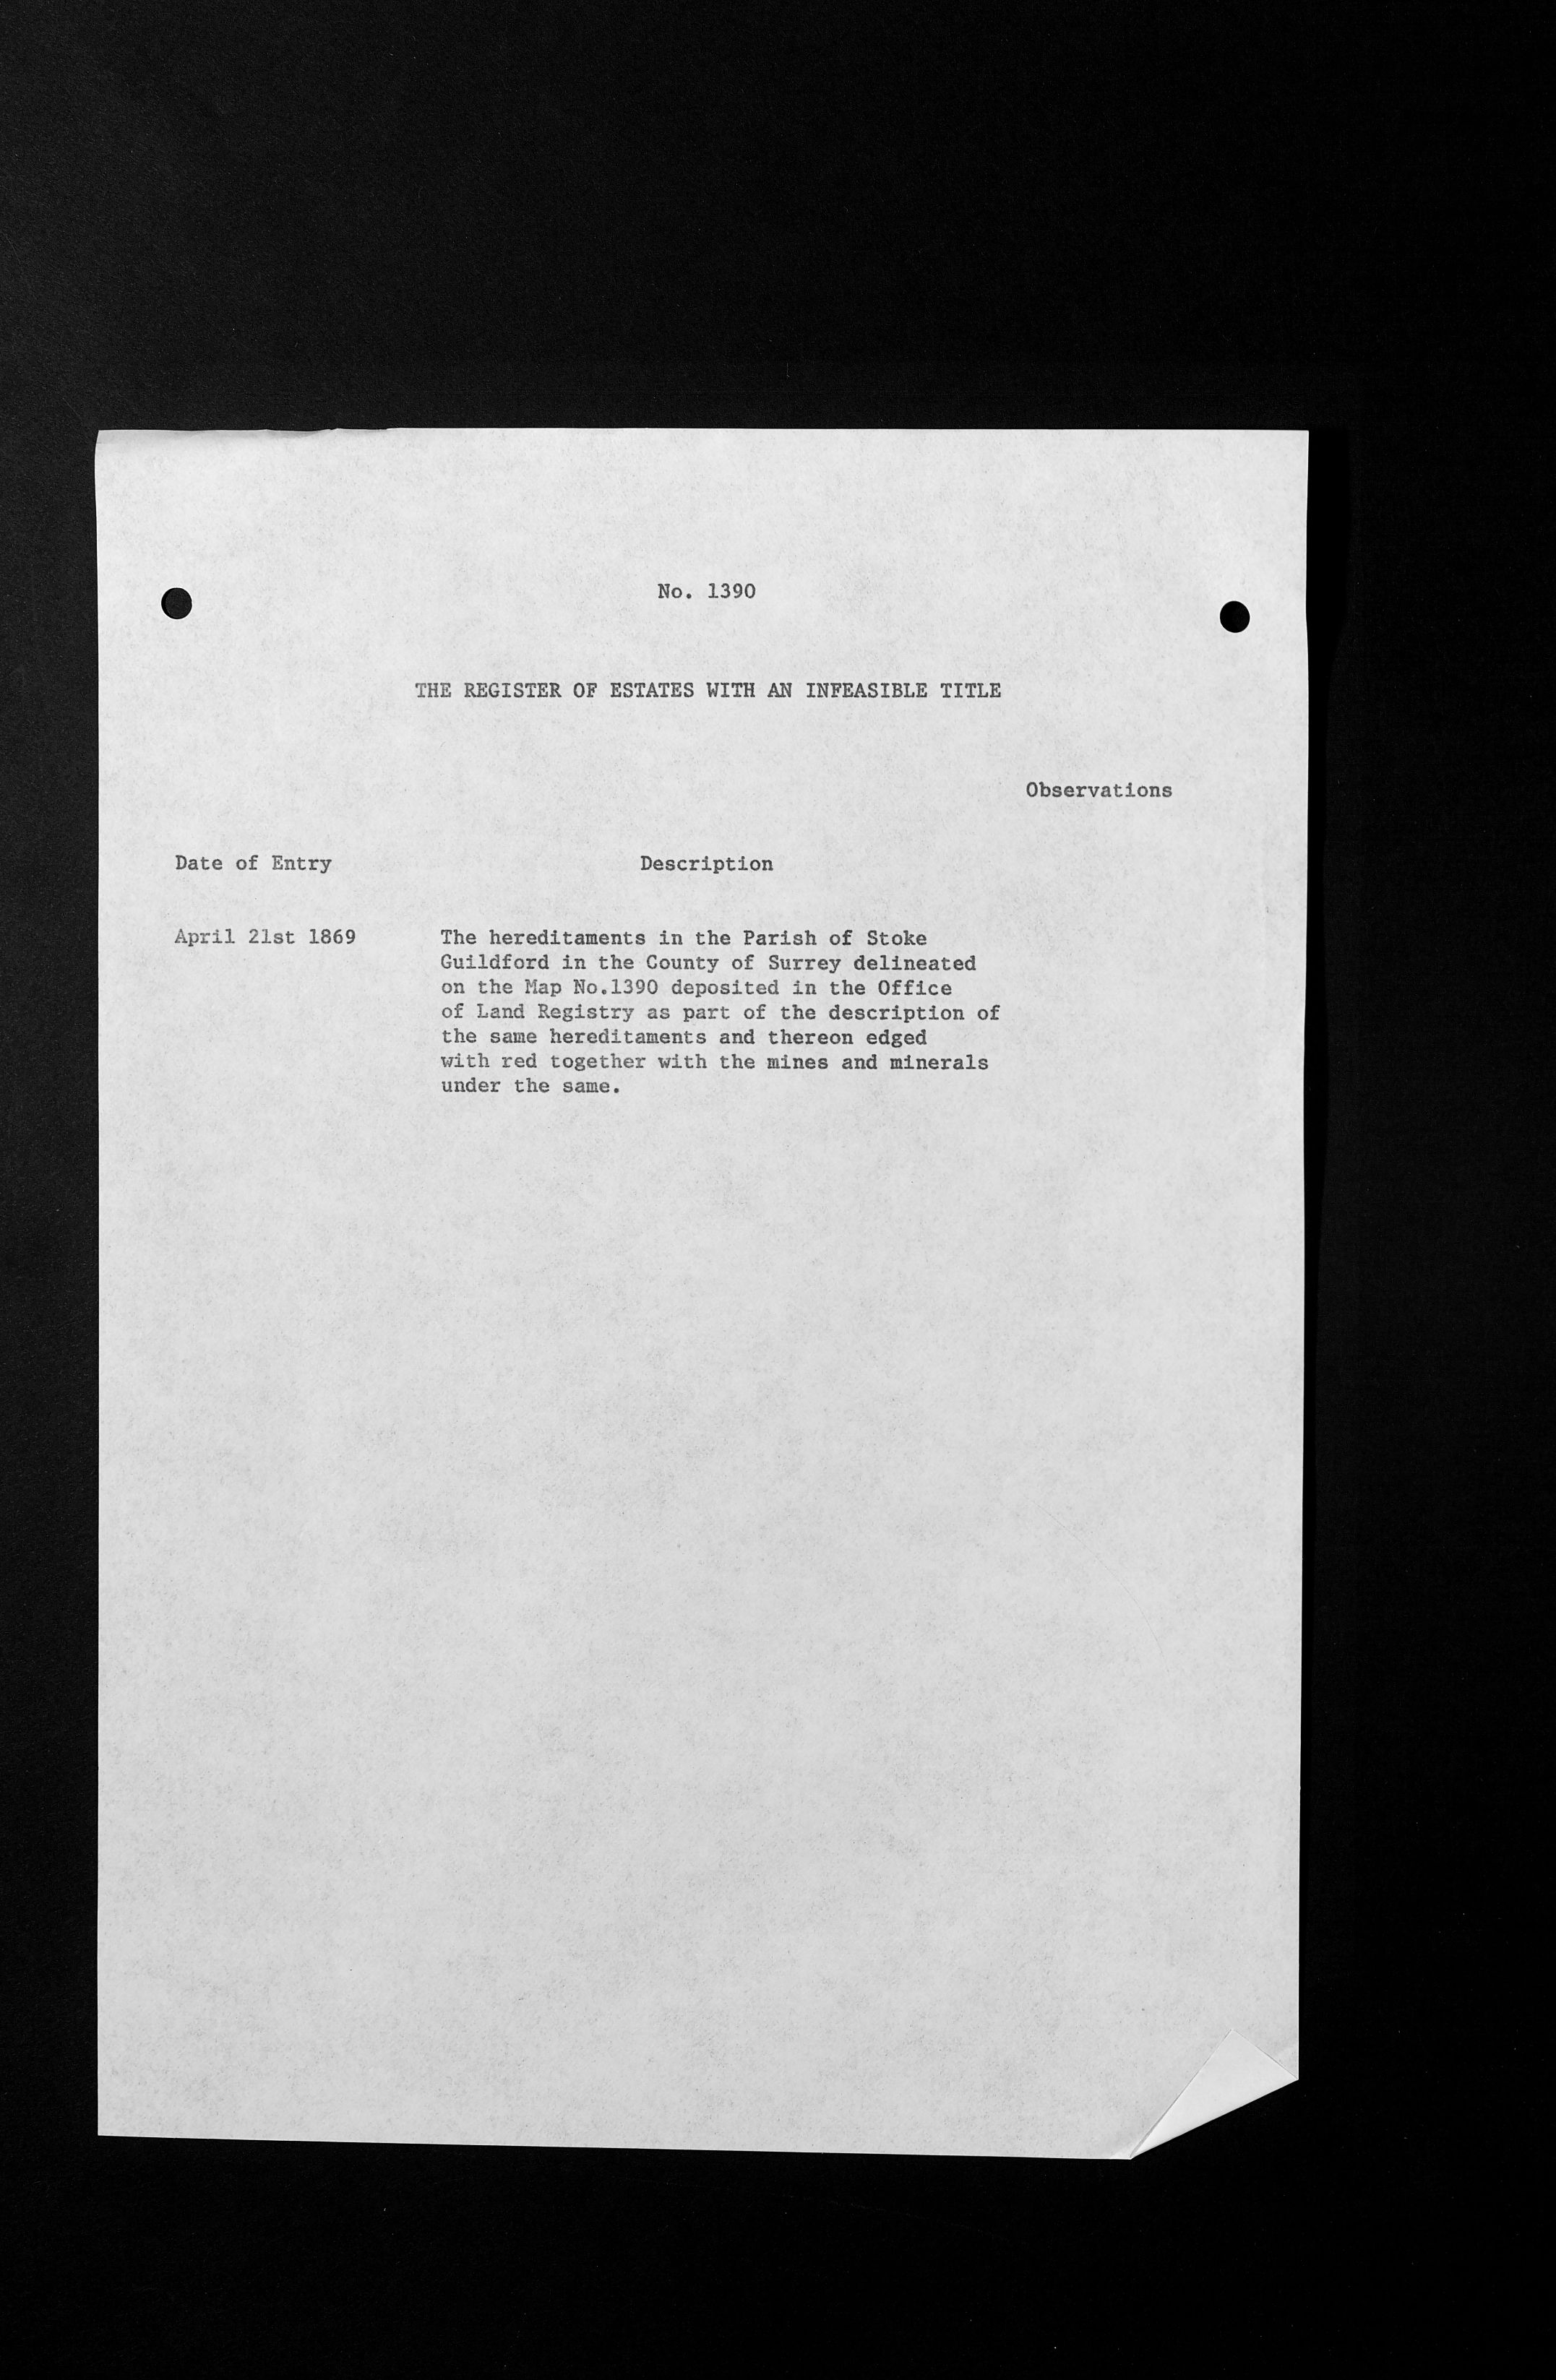 No. 1390
THE REGISTER OF ESTATES WITH AN INFEASIBLE TITLE
Observations
Date of Entry Description
April 21st 1869 The hereditaments in the Parish of Stoke
Guildford in the County of Surrey delineated
on the Map No.1390 deposited in the Office
of Land Registry as part of the description of
the same hereditaments and thereon edged
with red together with the mines and minerals
under the same.